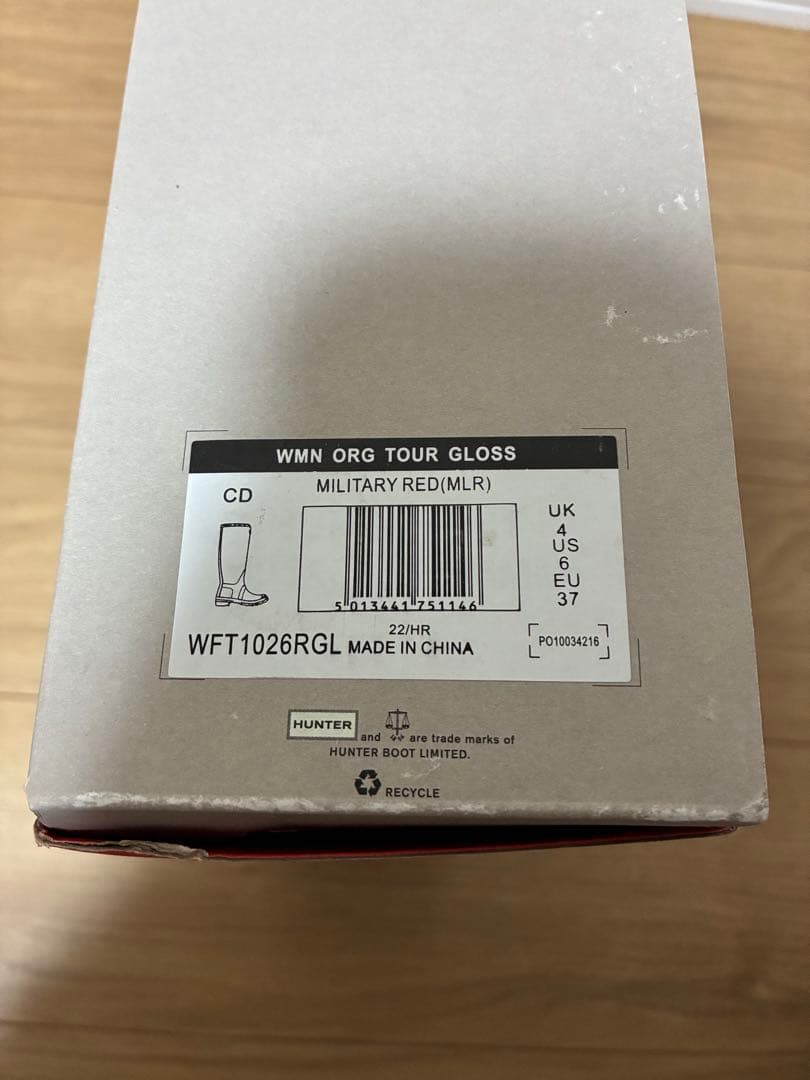 WMN ORG TOUR GLOSS
CD
MILITARY RED(MLR)
UK
4
US
6
EU
37
5 013441 751146
22/HR
WFT1026RGL MADE IN CHINA
PO10034216
HUNTER and are trade marks of
HUNTER BOOT LIMITED.
RECYCLE